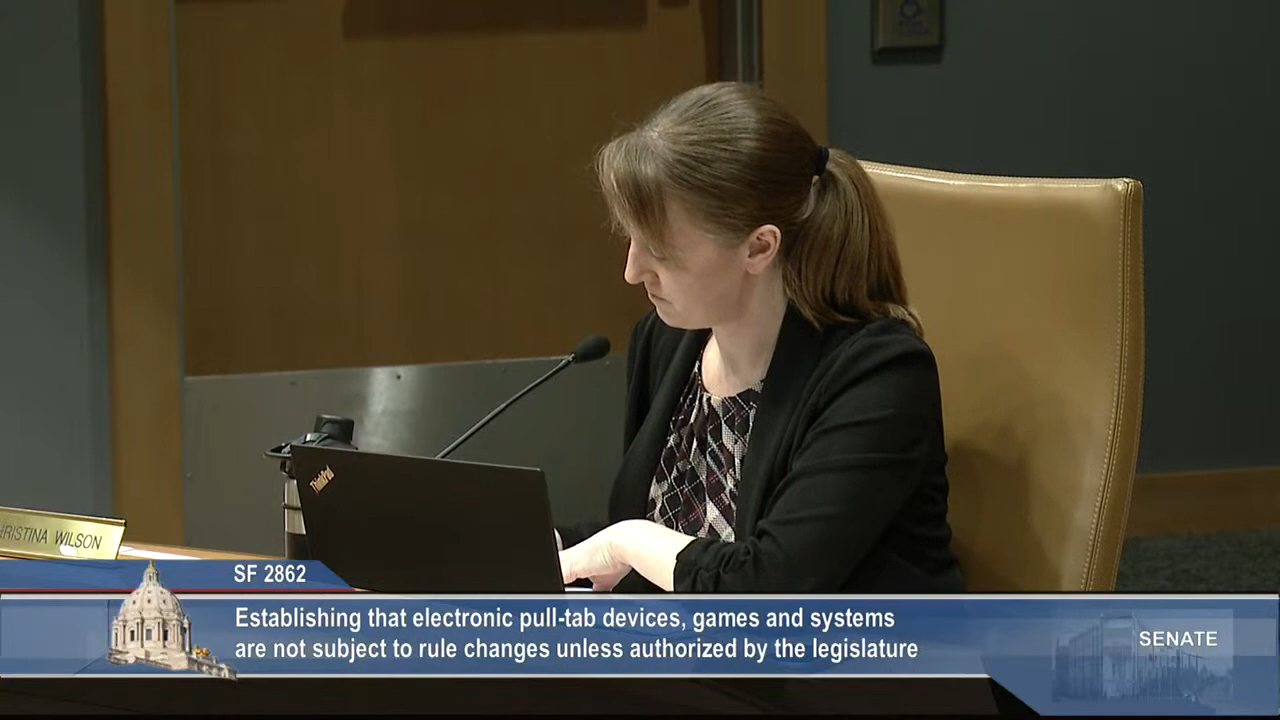 ThinkPad
HRISTINA WILSON
SF 2862
Establishing that electronic pull-tab devices, games and systems
are not subject to rule changes unless authorized by the legislature
SENATE